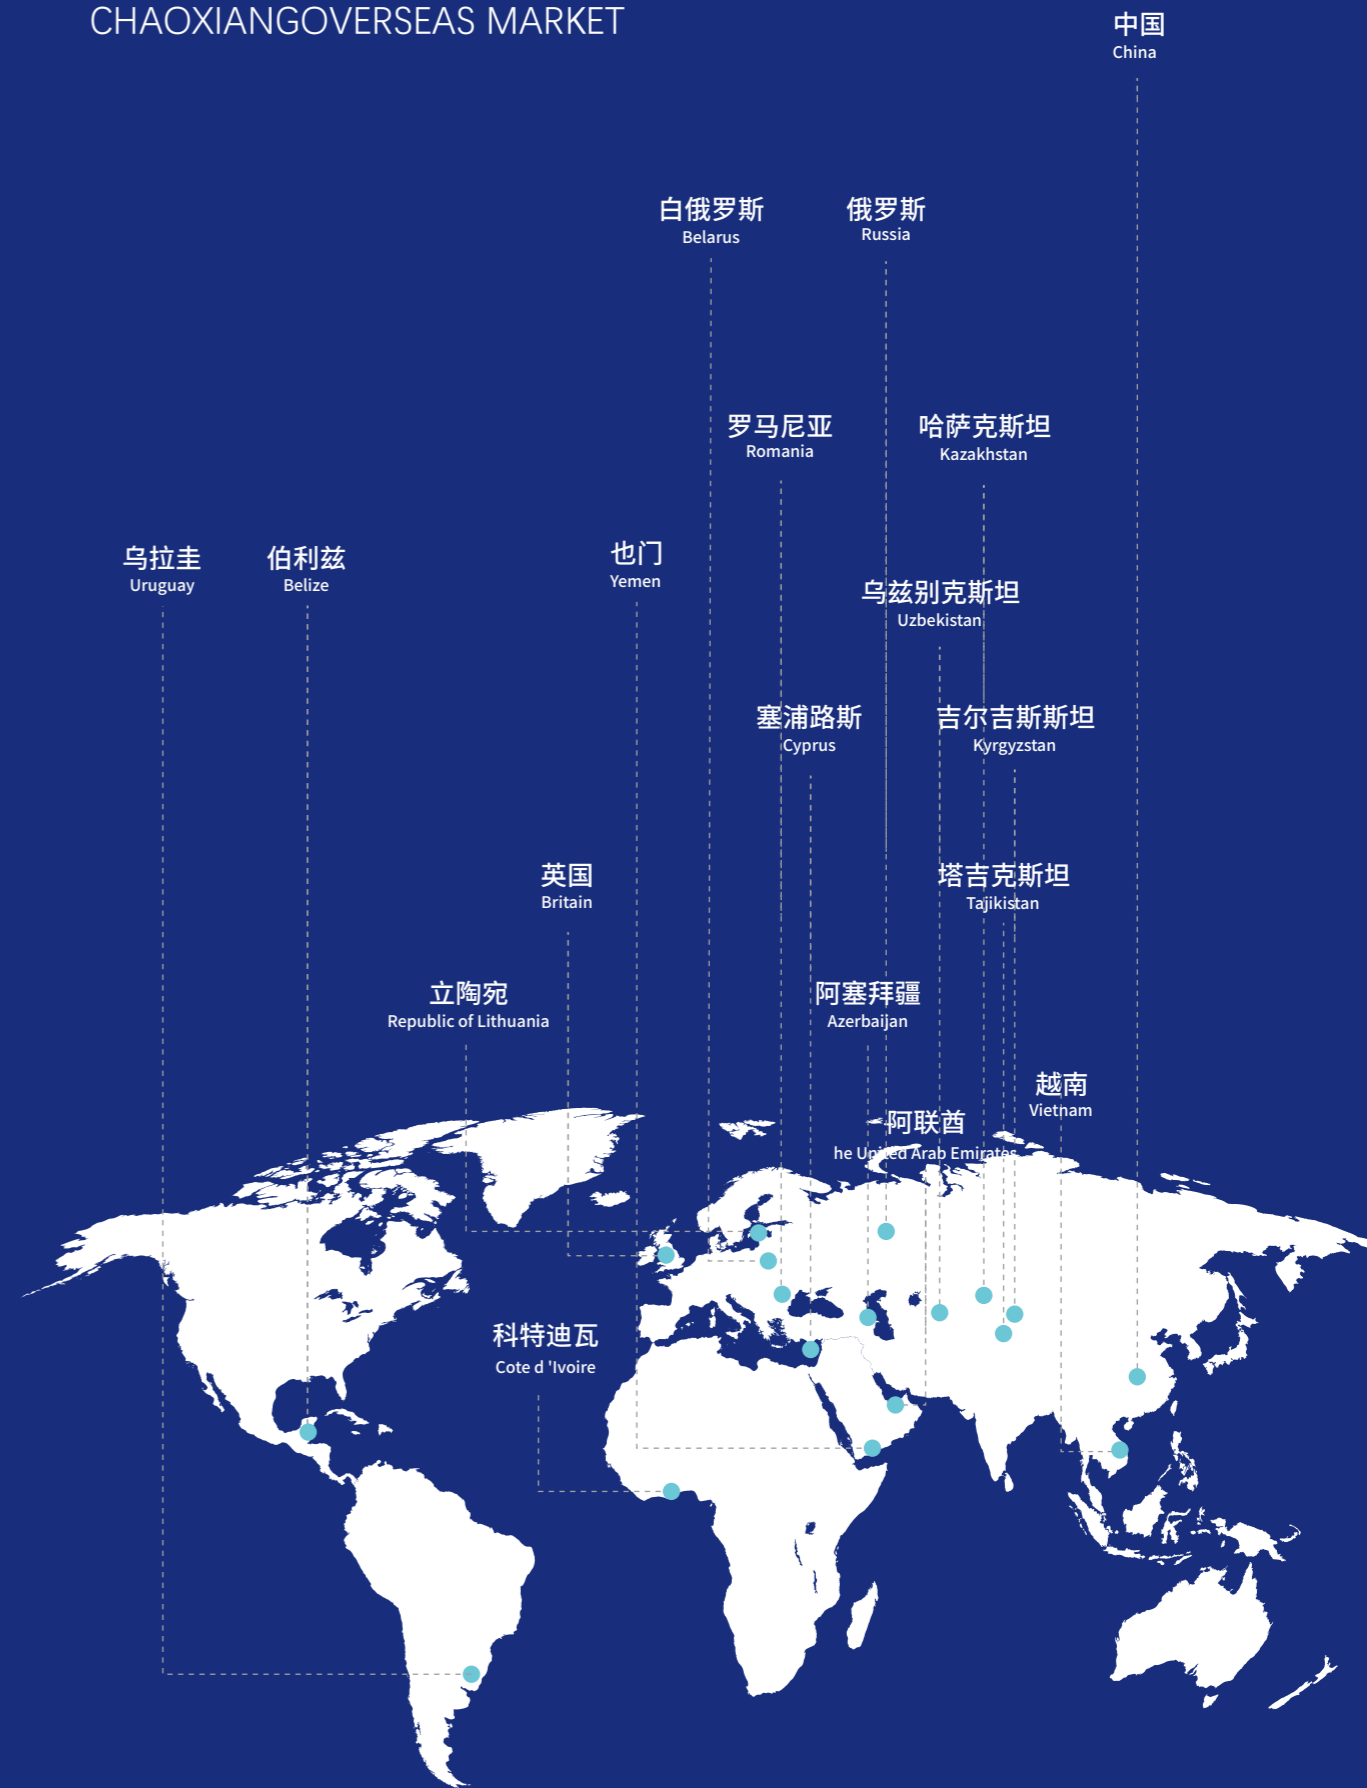 CHAOXIANGOVERSEAS MARKET
中国
China
白俄罗斯
Belarus
俄罗斯
Russia
罗马尼亚
Romania
哈萨克斯坦
Kazakhstan
乌拉圭
Uruguay
伯利兹
Belize
也门
Yemen
乌兹别克斯坦
Uzbekistan
塞浦路斯
Cyprus
吉尔吉斯斯坦
Kyrgyzstan
英国
Britain
塔吉克斯坦
Tajikistan
立陶宛
Republic of Lithuania
阿塞拜疆
Azerbaijan
越南
Vietnam
阿联酋
he United Arab Emirates
科特迪瓦
Cote d 'Ivoire